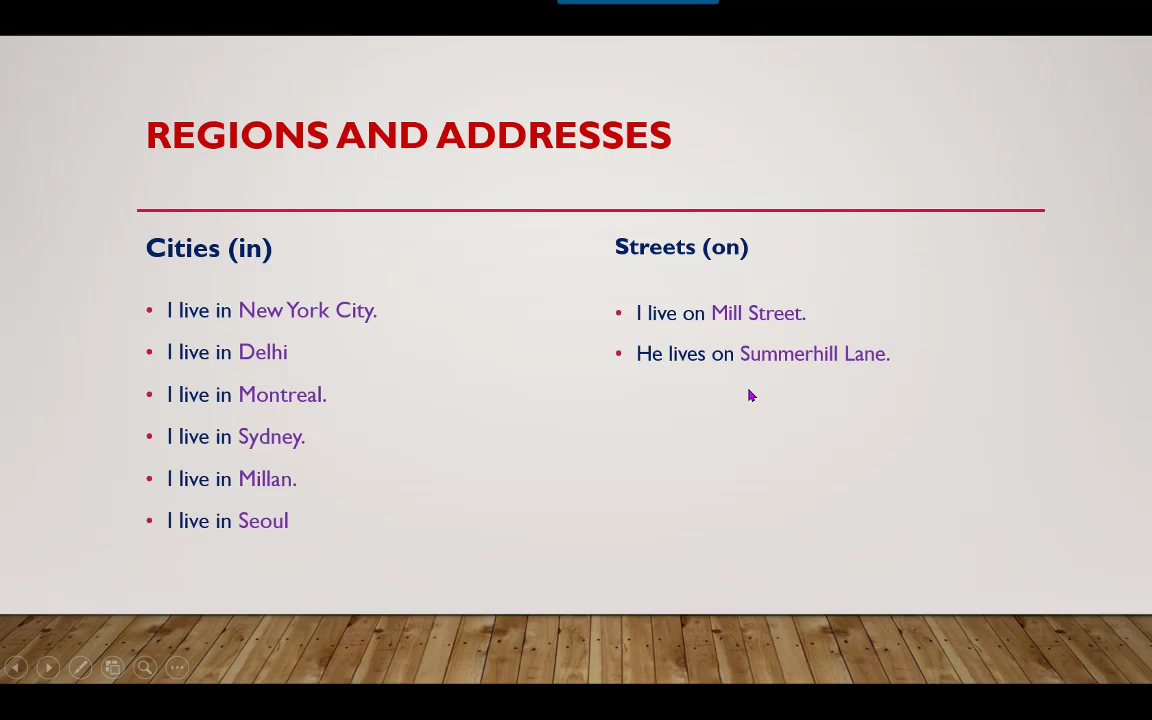 REGIONS AND ADDRESSES
Cities (in)
• I live in New York City.
• I live in Delhi
• I live in Montreal.
• I live in Sydney.
• I live in Millan.
• I live in Seoul
Streets (on)
• I live on Mill Street.
• He lives on Summerhill Lane.